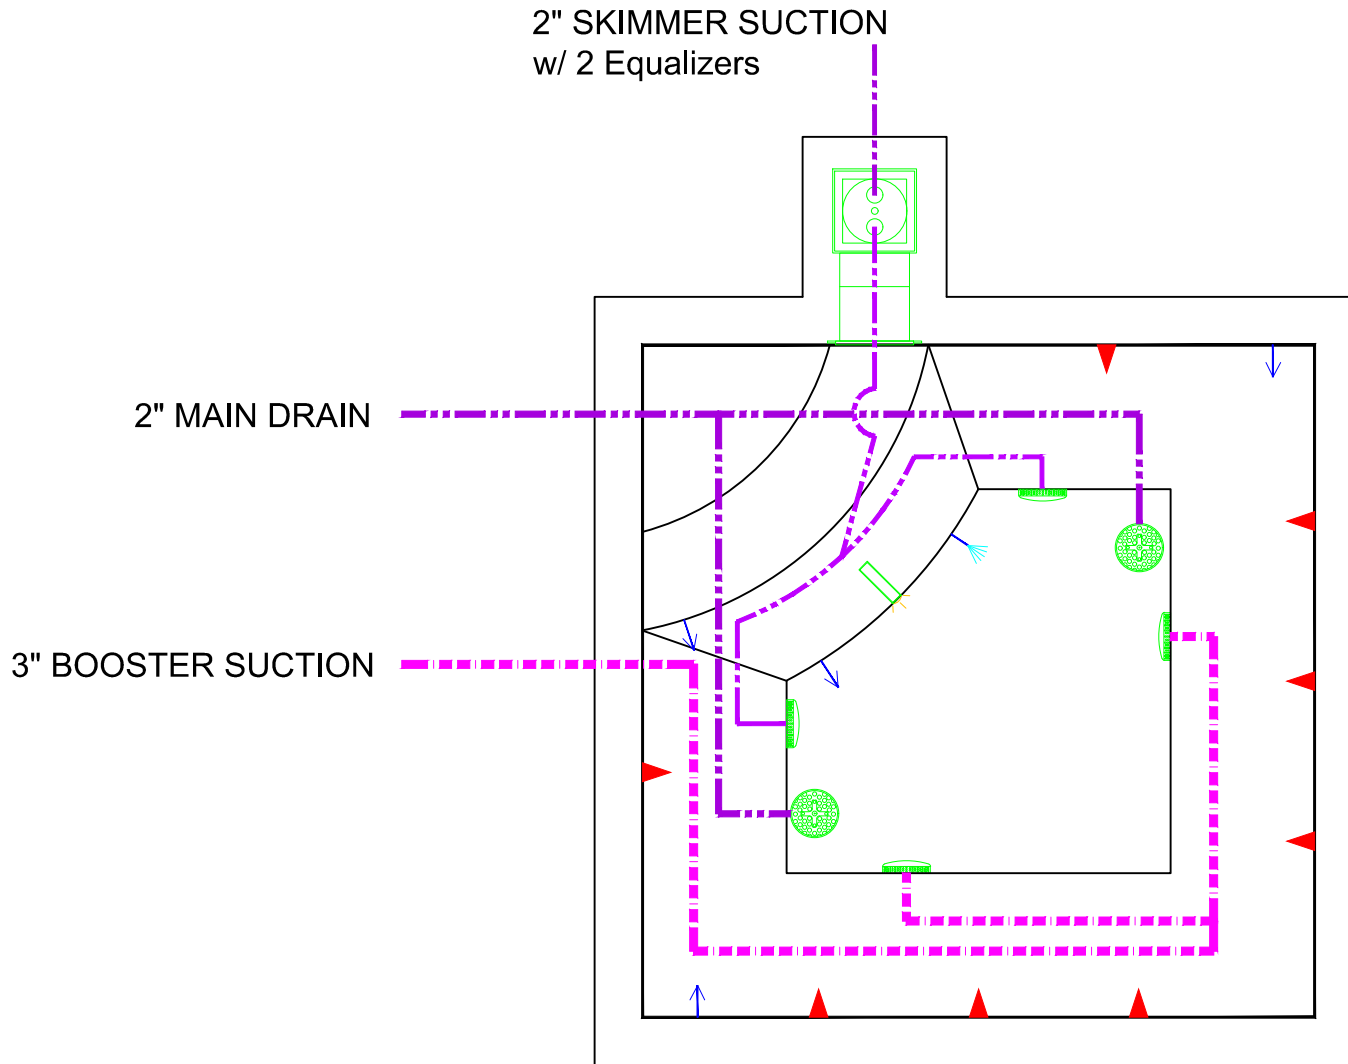 2" SKIMMER SUCTION
w/ 2 Equalizers
2" MAIN DRAIN
3" BOOSTER SUCTION